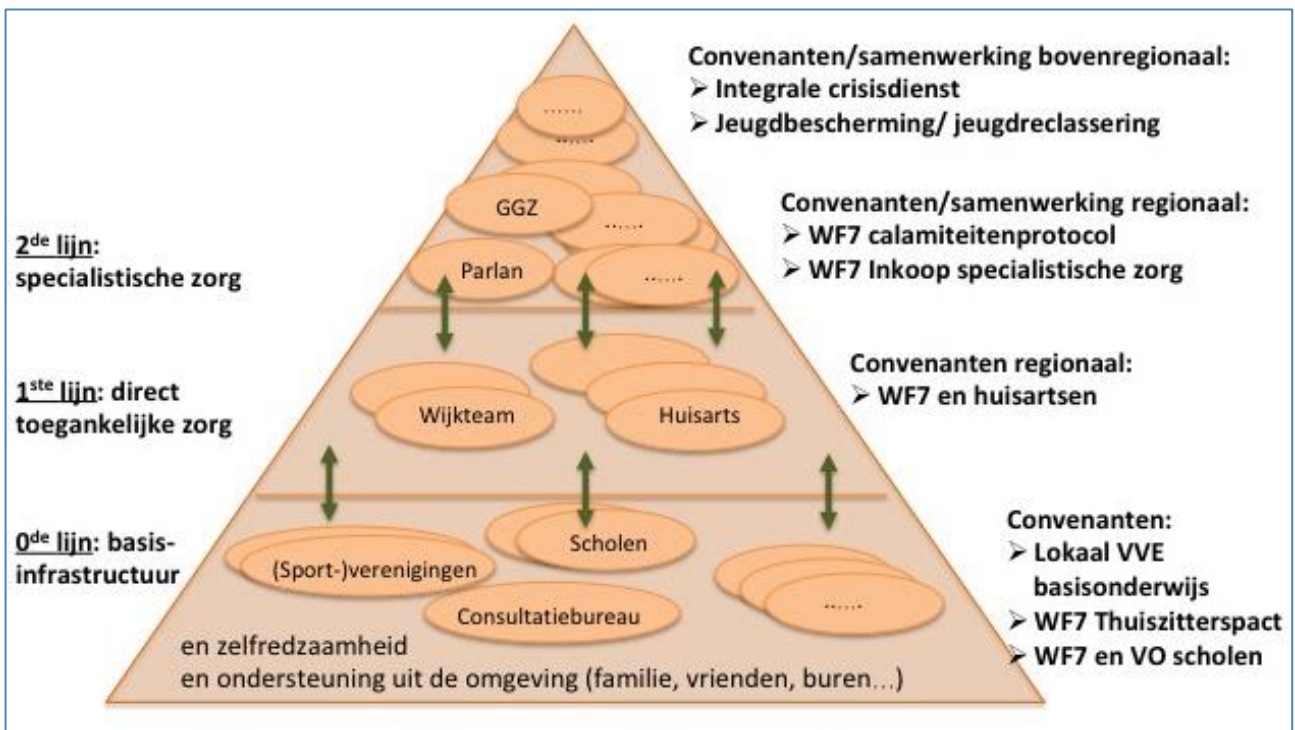 Convenanten/samenwerking bovenregionaal:
➢ Integrale crisisdienst
➢ Jeugdbescherming/ jeugdreclassering
......
......
GGZ
......
Parlan
......
2de lijn:
specialistische zorg
Convenanten/samenwerking regionaal:
➢ WF7 calamiteitenprotocol
➢ WF7 Inkoop specialistische zorg
1ste lijn: direct
toegankelijke zorg
Wijkteam
Huisarts
Convenanten regionaal:
➢ WF7 en huisartsen
0de lijn: basis-
infrastructuur
(Sport-)verenigingen
Scholen
Consultatiebureau
......
en zelfredzaamheid
en ondersteuning uit de omgeving (familie, vrienden, buren...)
Convenanten:
➢ Lokaal VVE
basisonderwijs
➢ WF7 Thuiszitterspact
➢ WF7 en VO scholen